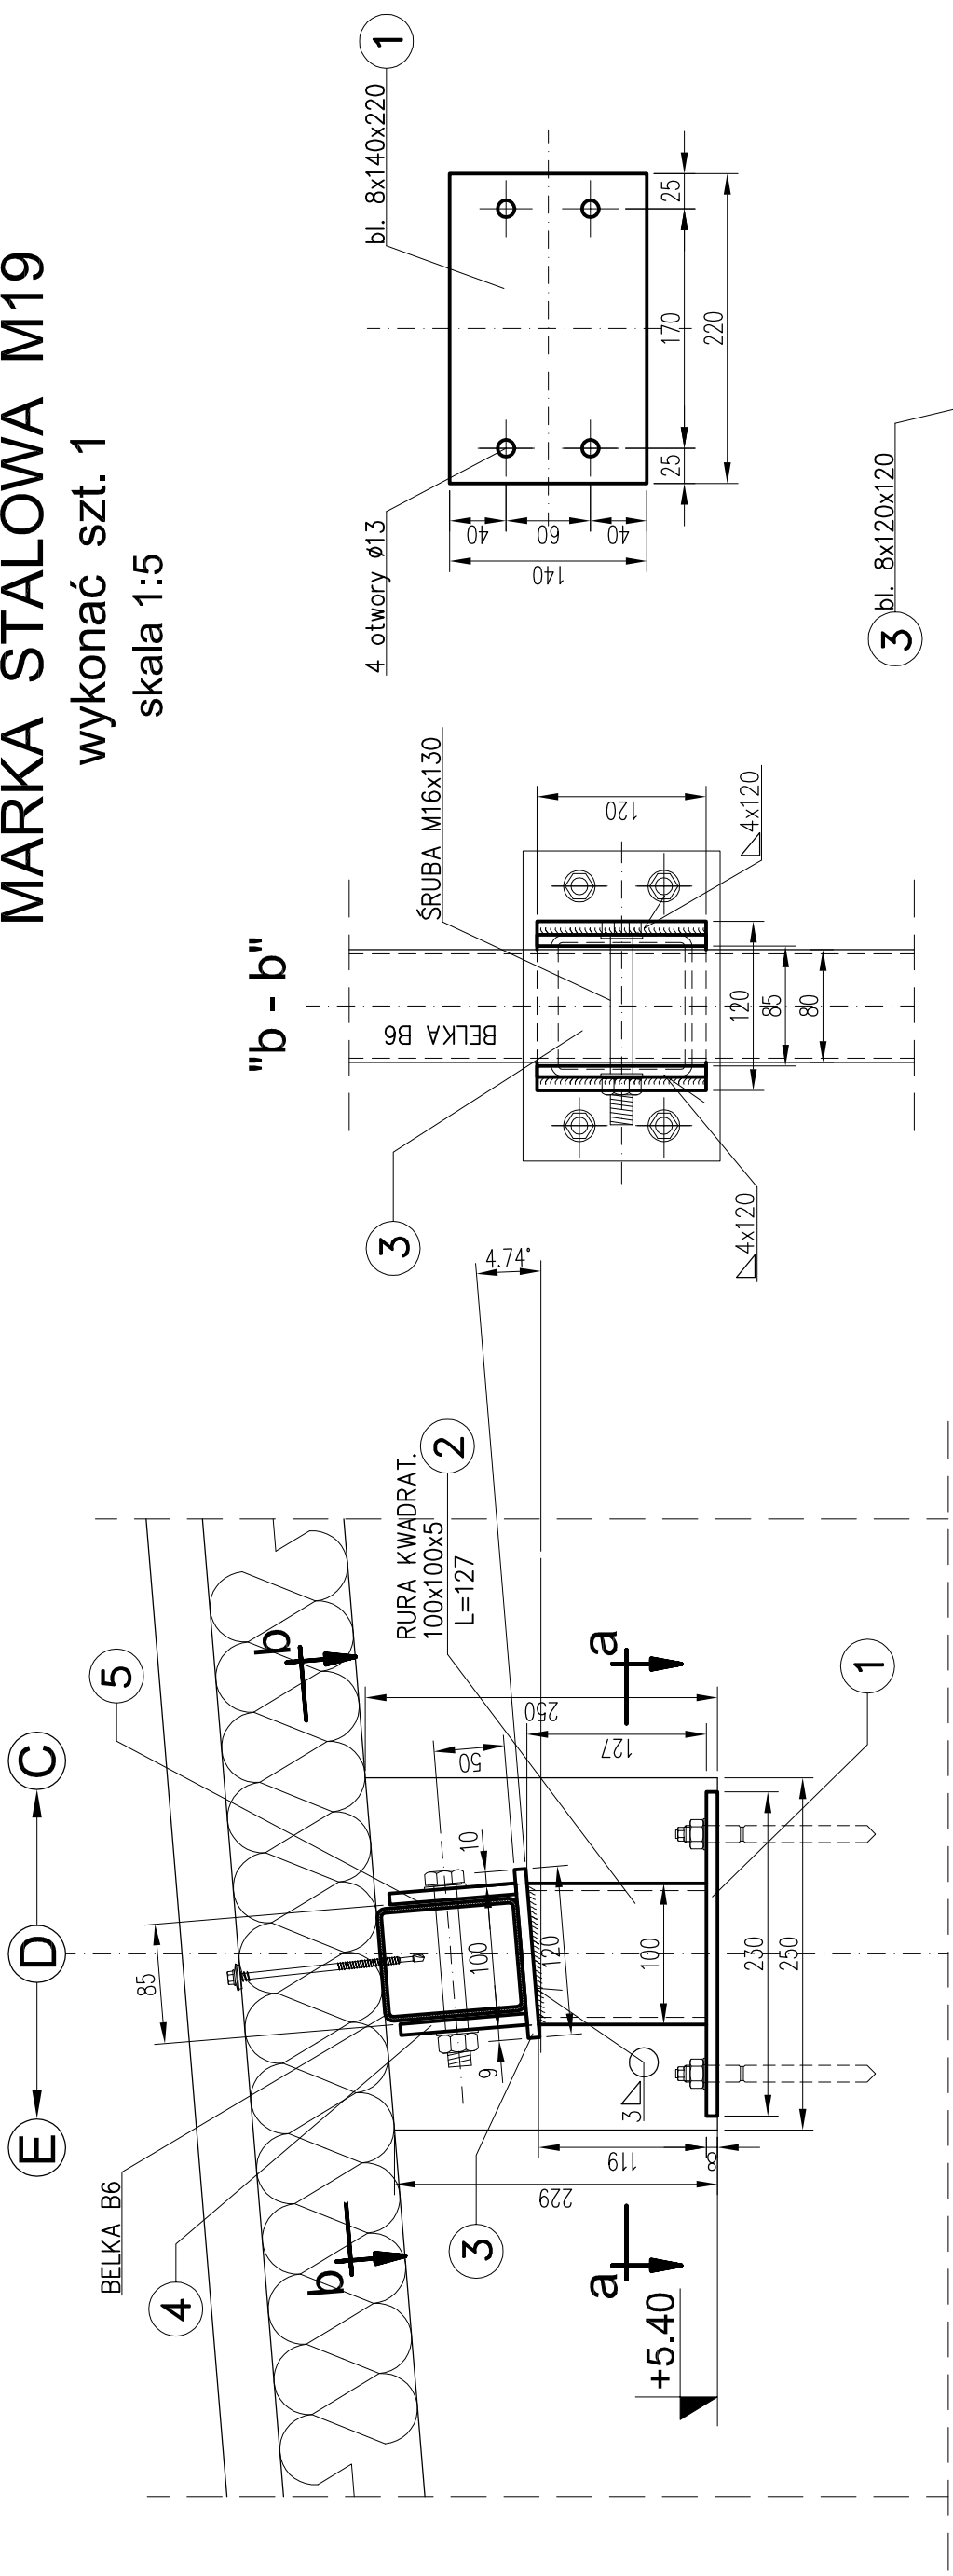 MARKA STALOWA M19
wykonać szt. 1
skala 1:5
E
D
C
BELKA B6
4
5
85
b
b
RURA KWADRAT.
100x100x5
L=127
2
50
10
100
120
9
3
3
4.74°
250
127
100
230
250
119
8
229
a
a
1
+5.40
"b - b"
BELKA B6
ŚRUBA M16x130
3
120
4x120
4x120
120
85
80
1
bl. 8x140x220
4 otwory ϕ13
40
60
40
140
25
170
25
220
3
bl. 8x120x120